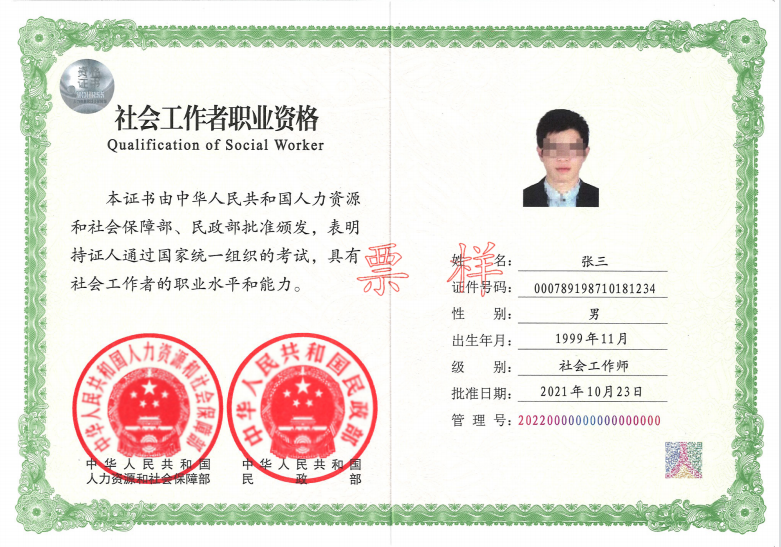 社会工作者职业资格
Qualification of Social Worker
本证书由中华人民共和国人力资源
和社会保障部、民政部批准颁发，表明
持证人通过国家统一组织的考试，具有
社会工作者的职业水平和能力。
票样
中华人民共和国人力资源和社会保障部
中华人民共和国民政部
中华人民共和国
人力资源和社会保障部
中华人民共和国
民政部
姓名：张三
证件号码：000789198710181234
性别：男
出生年月：1999年11月
级别：社会工作师
批准日期：2021年10月23日
管理号：20220000000000000000